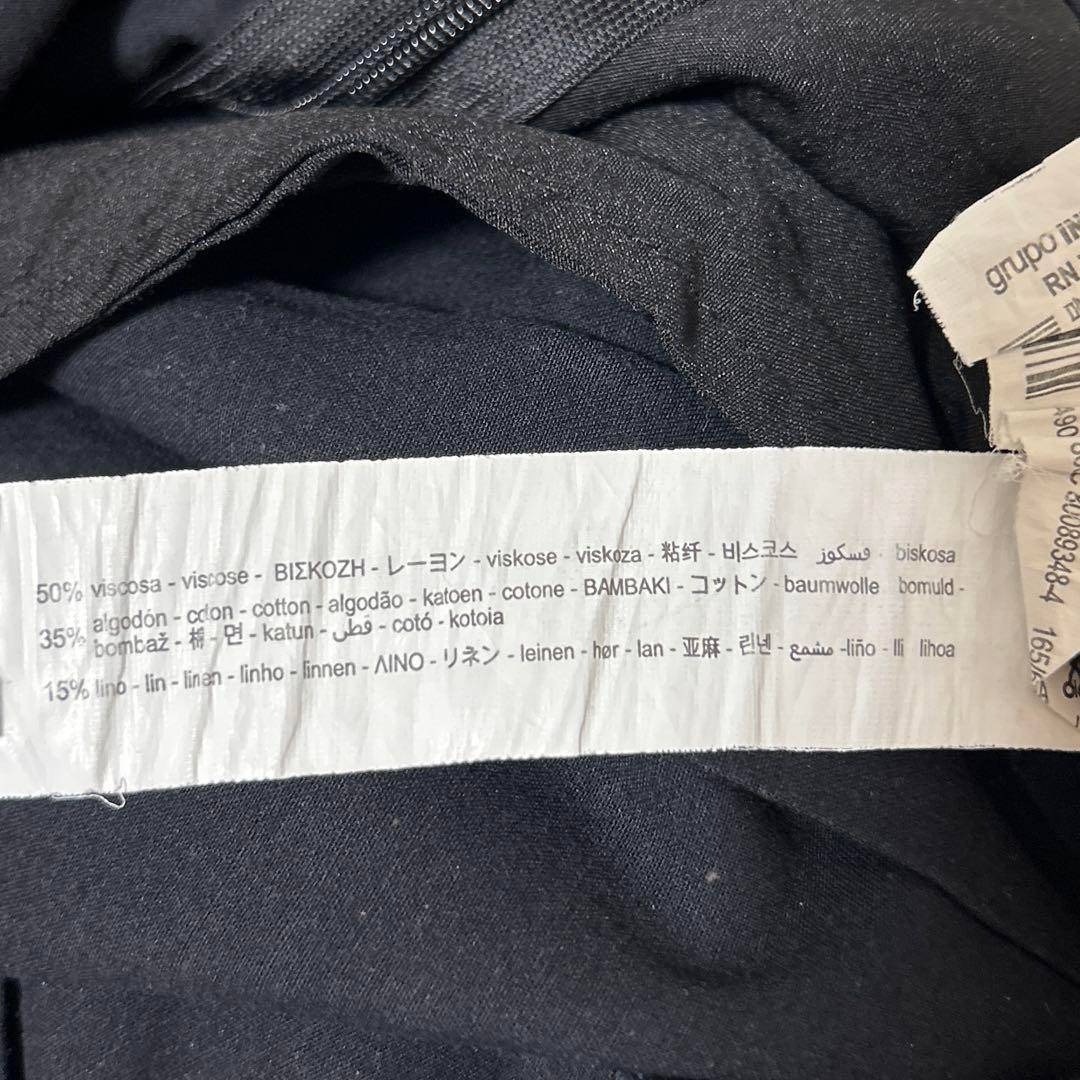 50% viscosa - viscose - ΒΙΣΚΟΖΗ - レーヨン - viskose - viskoza - 粘纤 - 비스코스 فسكوز - biskosa
35% algodón - coton - cotton - algodão - katoen - cotone - BAMBAKI - コットン - baumwolle bomuld -
bombaž - 棉 - 면 - katun - قطن - cotó - kotoia
15% lino - lin - linen - linho - linnen - ΛΙΝΟ - リネン - leinen - hør - lan - 亚麻 - 린넨 - مشمع -liño - lli lihoa
grupo
RN